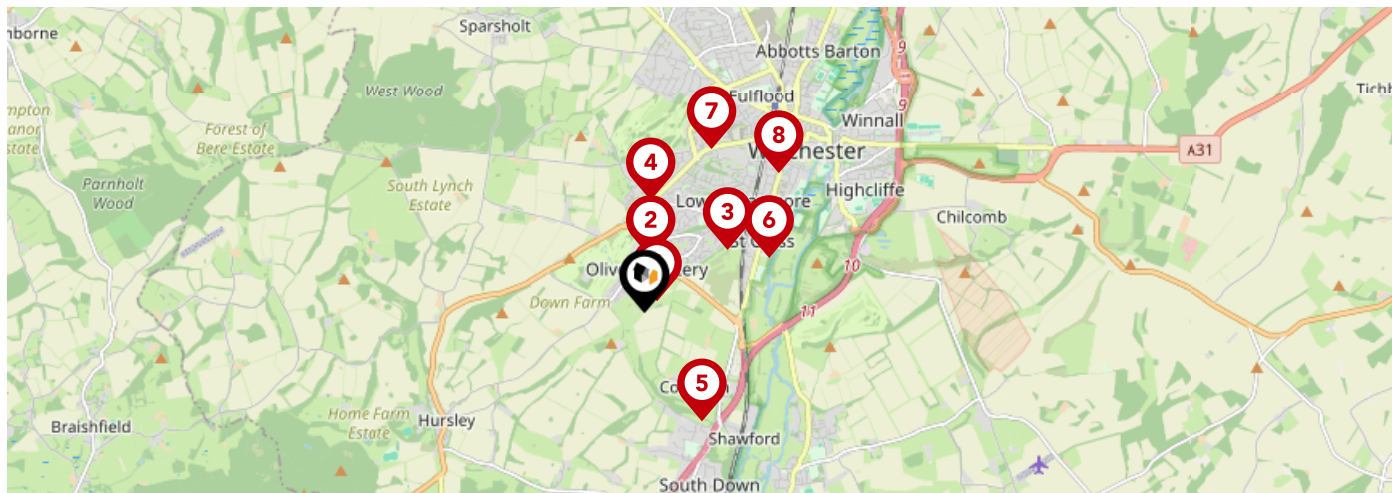 Sparsholt
Abbotts Barton
9
West Wood
Fulflood
9
7
Winnall
Forest of
Bere Estate
8
A31
4
Parnholt
Wood
South Lynch
Estate
Highcliffe
2
3
6
Chilcomb
10
Down Farm
11
5
Home Farm
Estate
Hursley
Braishfield
Shawford
South Down